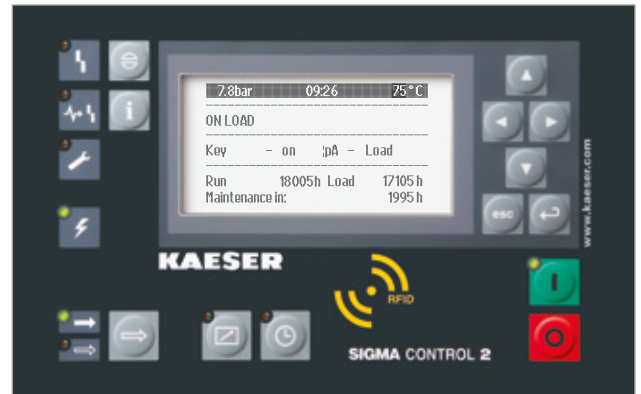 7.8bar 09:26 75°C
ON LOAD
Key - on ¦pA - Load
Run 18005h Load 17105h
Maintenance in: 1995h
i
esc
www.kaeser.com
KAESER
RFID
I
O
SIGMA CONTROL 2